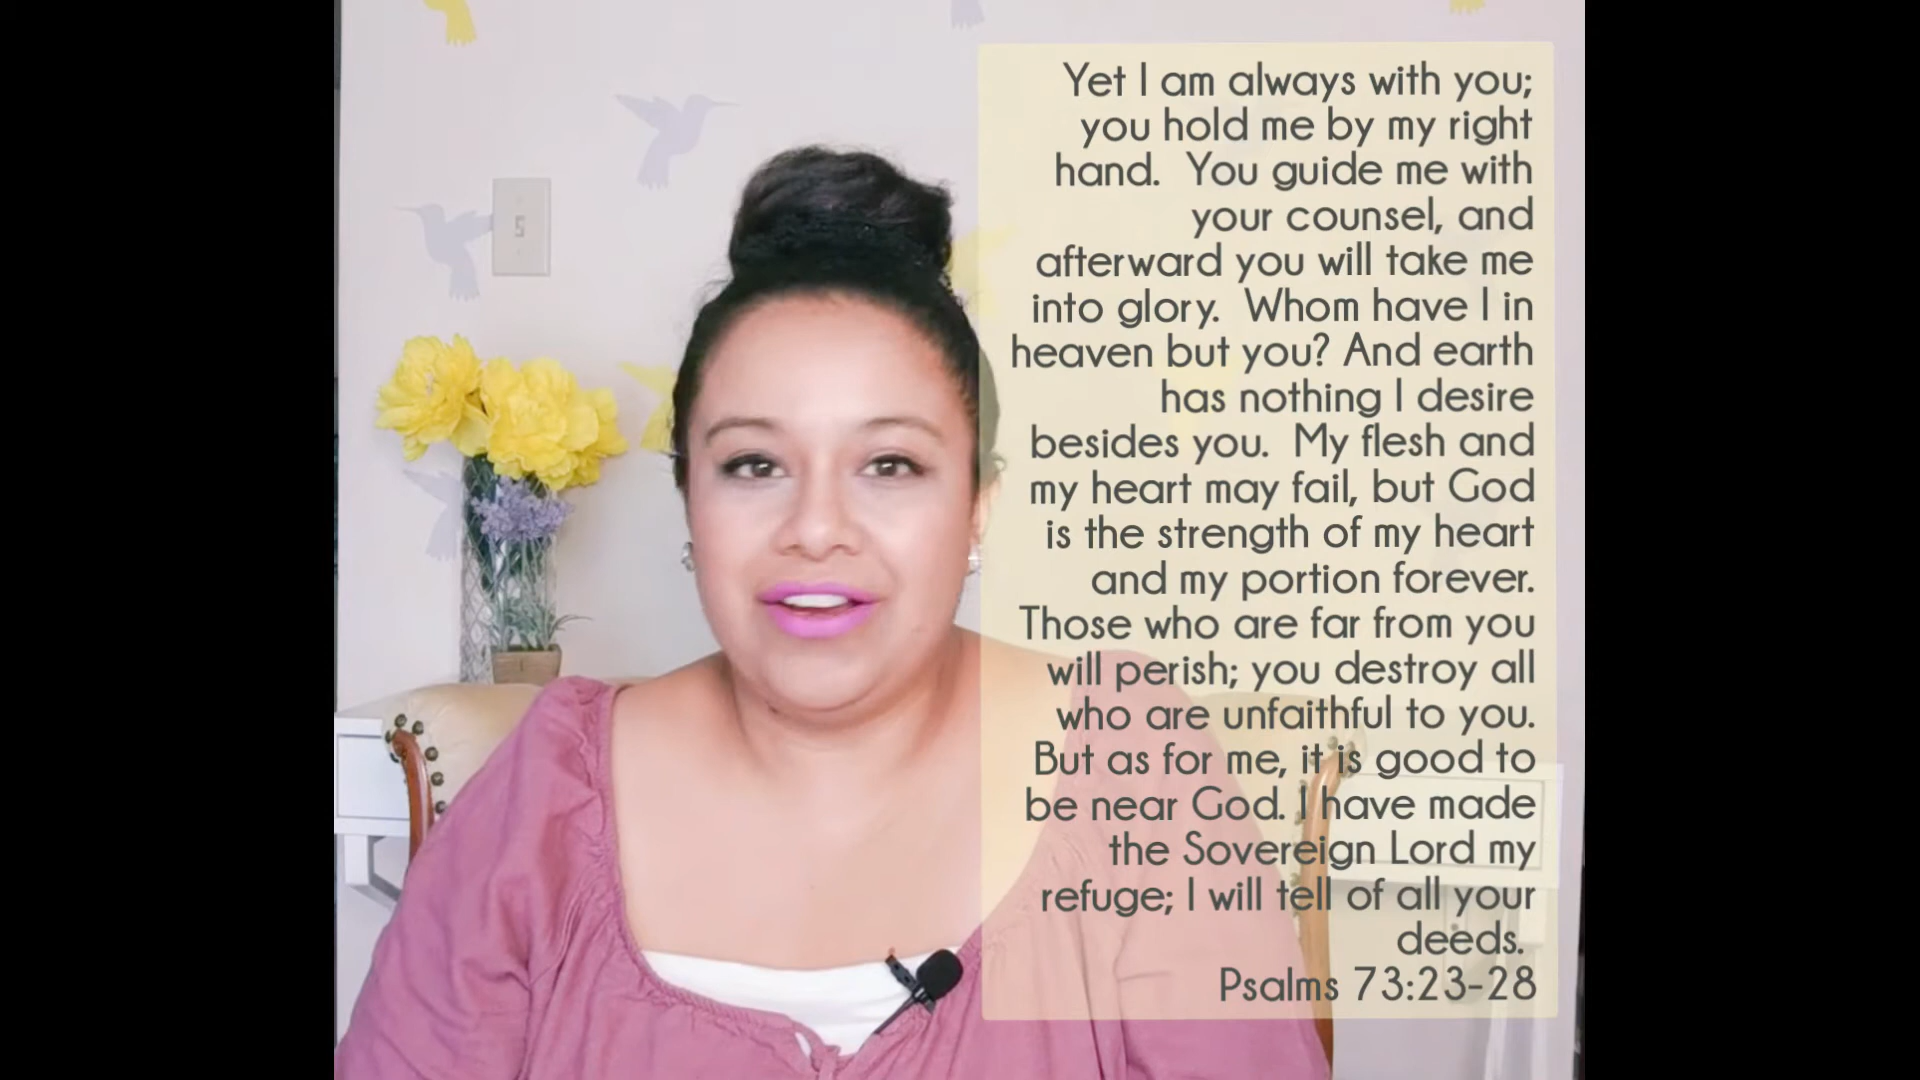 Yet I am always with you;
you hold me by my right
hand. You guide me with
your counsel, and
afterward you will take me
into glory. Whom have I in
heaven but you? And earth
has nothing I desire
besides you. My flesh and
my heart may fail, but God
is the strength of my heart
and my portion forever.
Those who are far from you
will perish; you destroy all
who are unfaithful to you.
But as for me, it is good to
be near God. I have made
the Sovereign Lord my
refuge; I will tell of all your
deeds.
Psalms 73:23-28